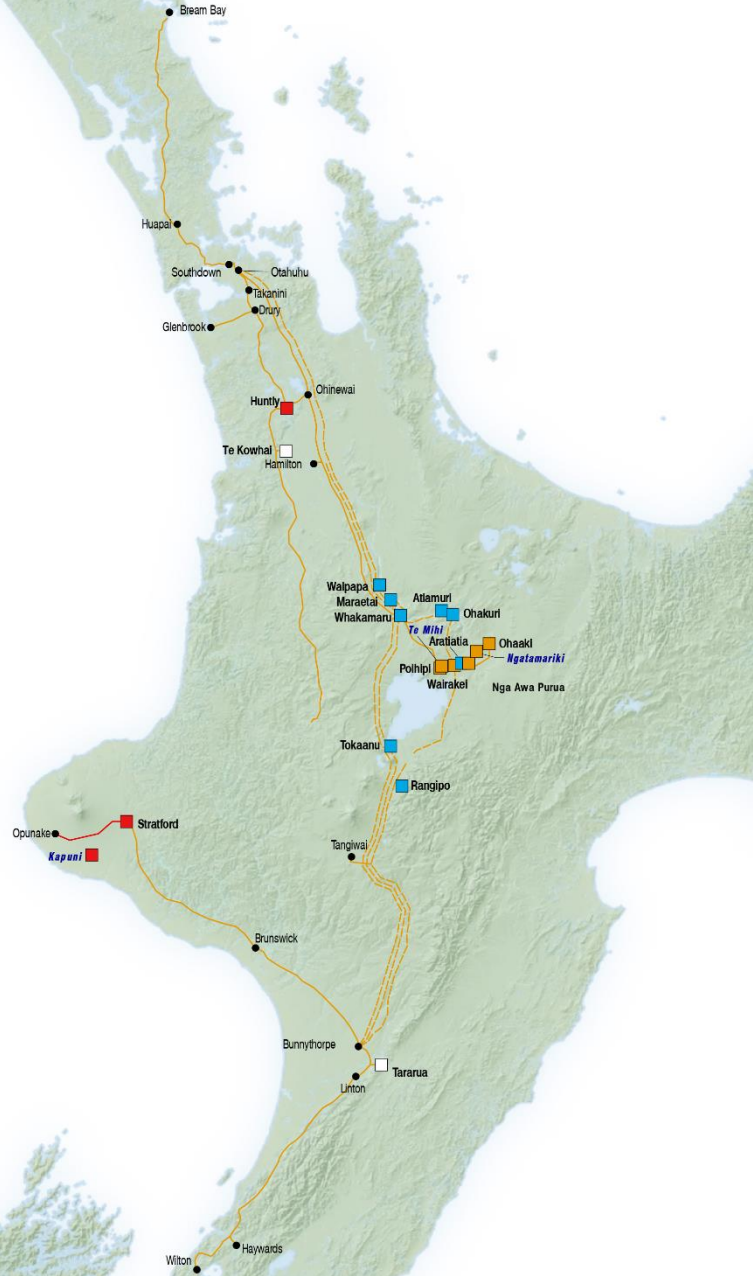 Bream Bay
Huapai
Southdown
Otahuhu
Takanini
Drury
Glenbrook
Ohinewai
Huntly
Te Kowhai
Hamilton
Waipapa
Maraetai
Atiamuri
Whakamaru
Ohakuri
Te Mihi
Aratiatia
Ohaaki
Ngatamariki
Poihipi
Wairakei
Nga Awa Purua
Tokaanu
Rangipo
Stratford
Opunake
Kapuni
Tangiwai
Brunswick
Bunnythorpe
Tararua
Linton
Haywards
Wilton